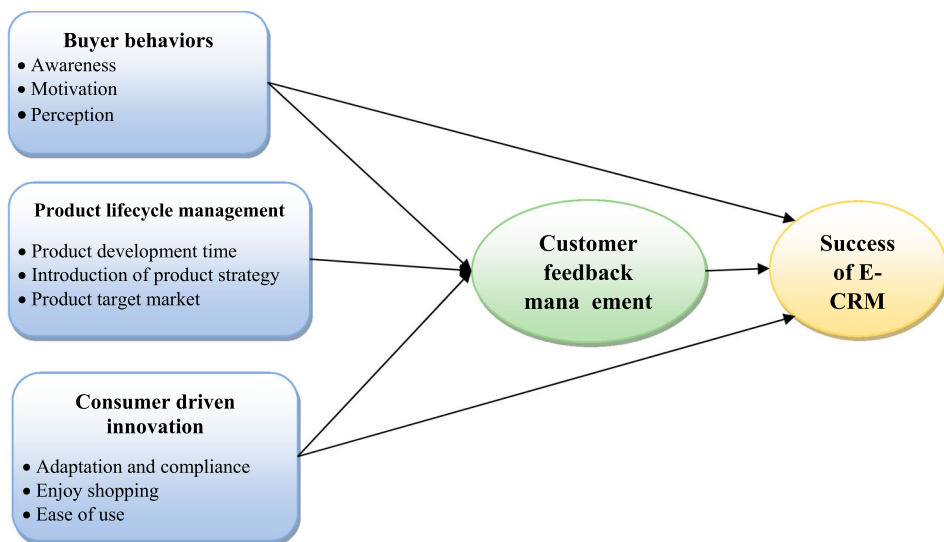 Buyer behaviors
• Awareness
• Motivation
• Perception
Product lifecycle management
• Product development time
• Introduction of product strategy
• Product target market
Consumer driven
innovation
• Adaptation and compliance
• Enjoy shopping
• Ease of use
Customer
feedback
mana ement
Success
of E-
CRM